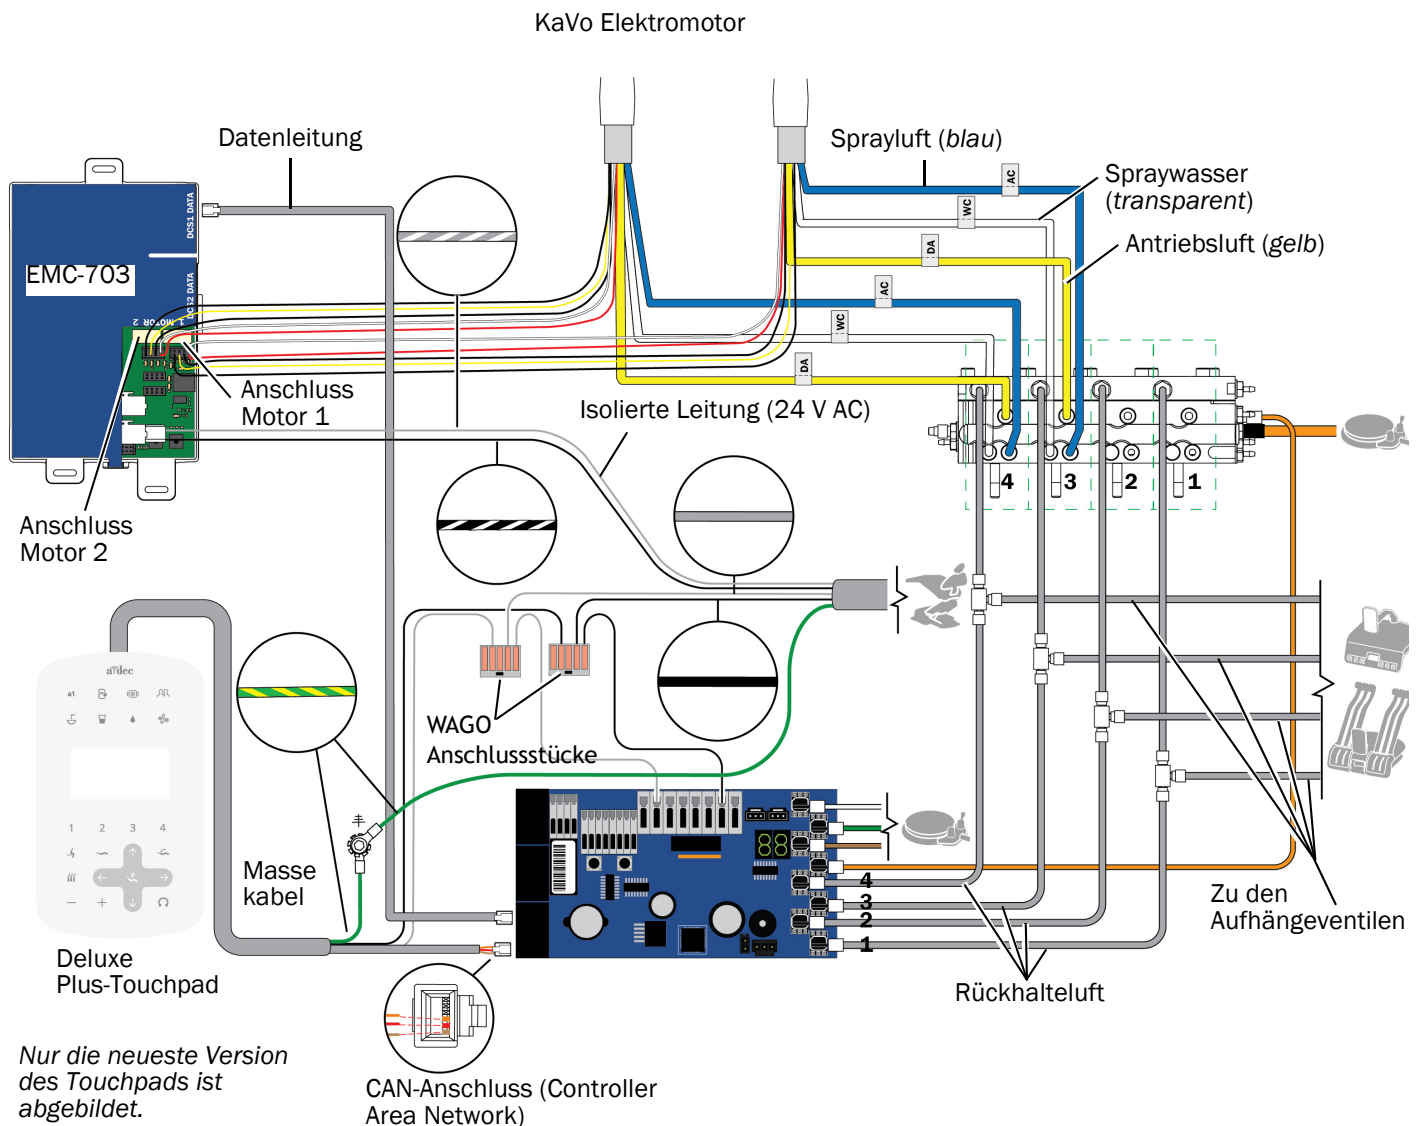 KaVo Elektromotor
Datenleitung
Sprayluft (blau)
Spraywasser
(transparent)
Antriebsluft (gelb)
AC
WC
DA
AC
WC
DA
DCS1 DATA
EMC-703
DCS2 DATA
1 MOTOR 2
Anschluss
Motor 1
Isolierte Leitung (24 V AC)
4
3
2
1
Anschluss
Motor 2
a-dec
a1
WAGO
Anschlussstücke
1
2
3
4
Masse
kabel
88
4
3
2
1
Zu den
Aufhängeventilen
Deluxe
Plus-Touchpad
Rückhalteluft
Nur die neueste Version
des Touchpads ist
abgebildet.
CAN-Anschluss (Controller
Area Network)